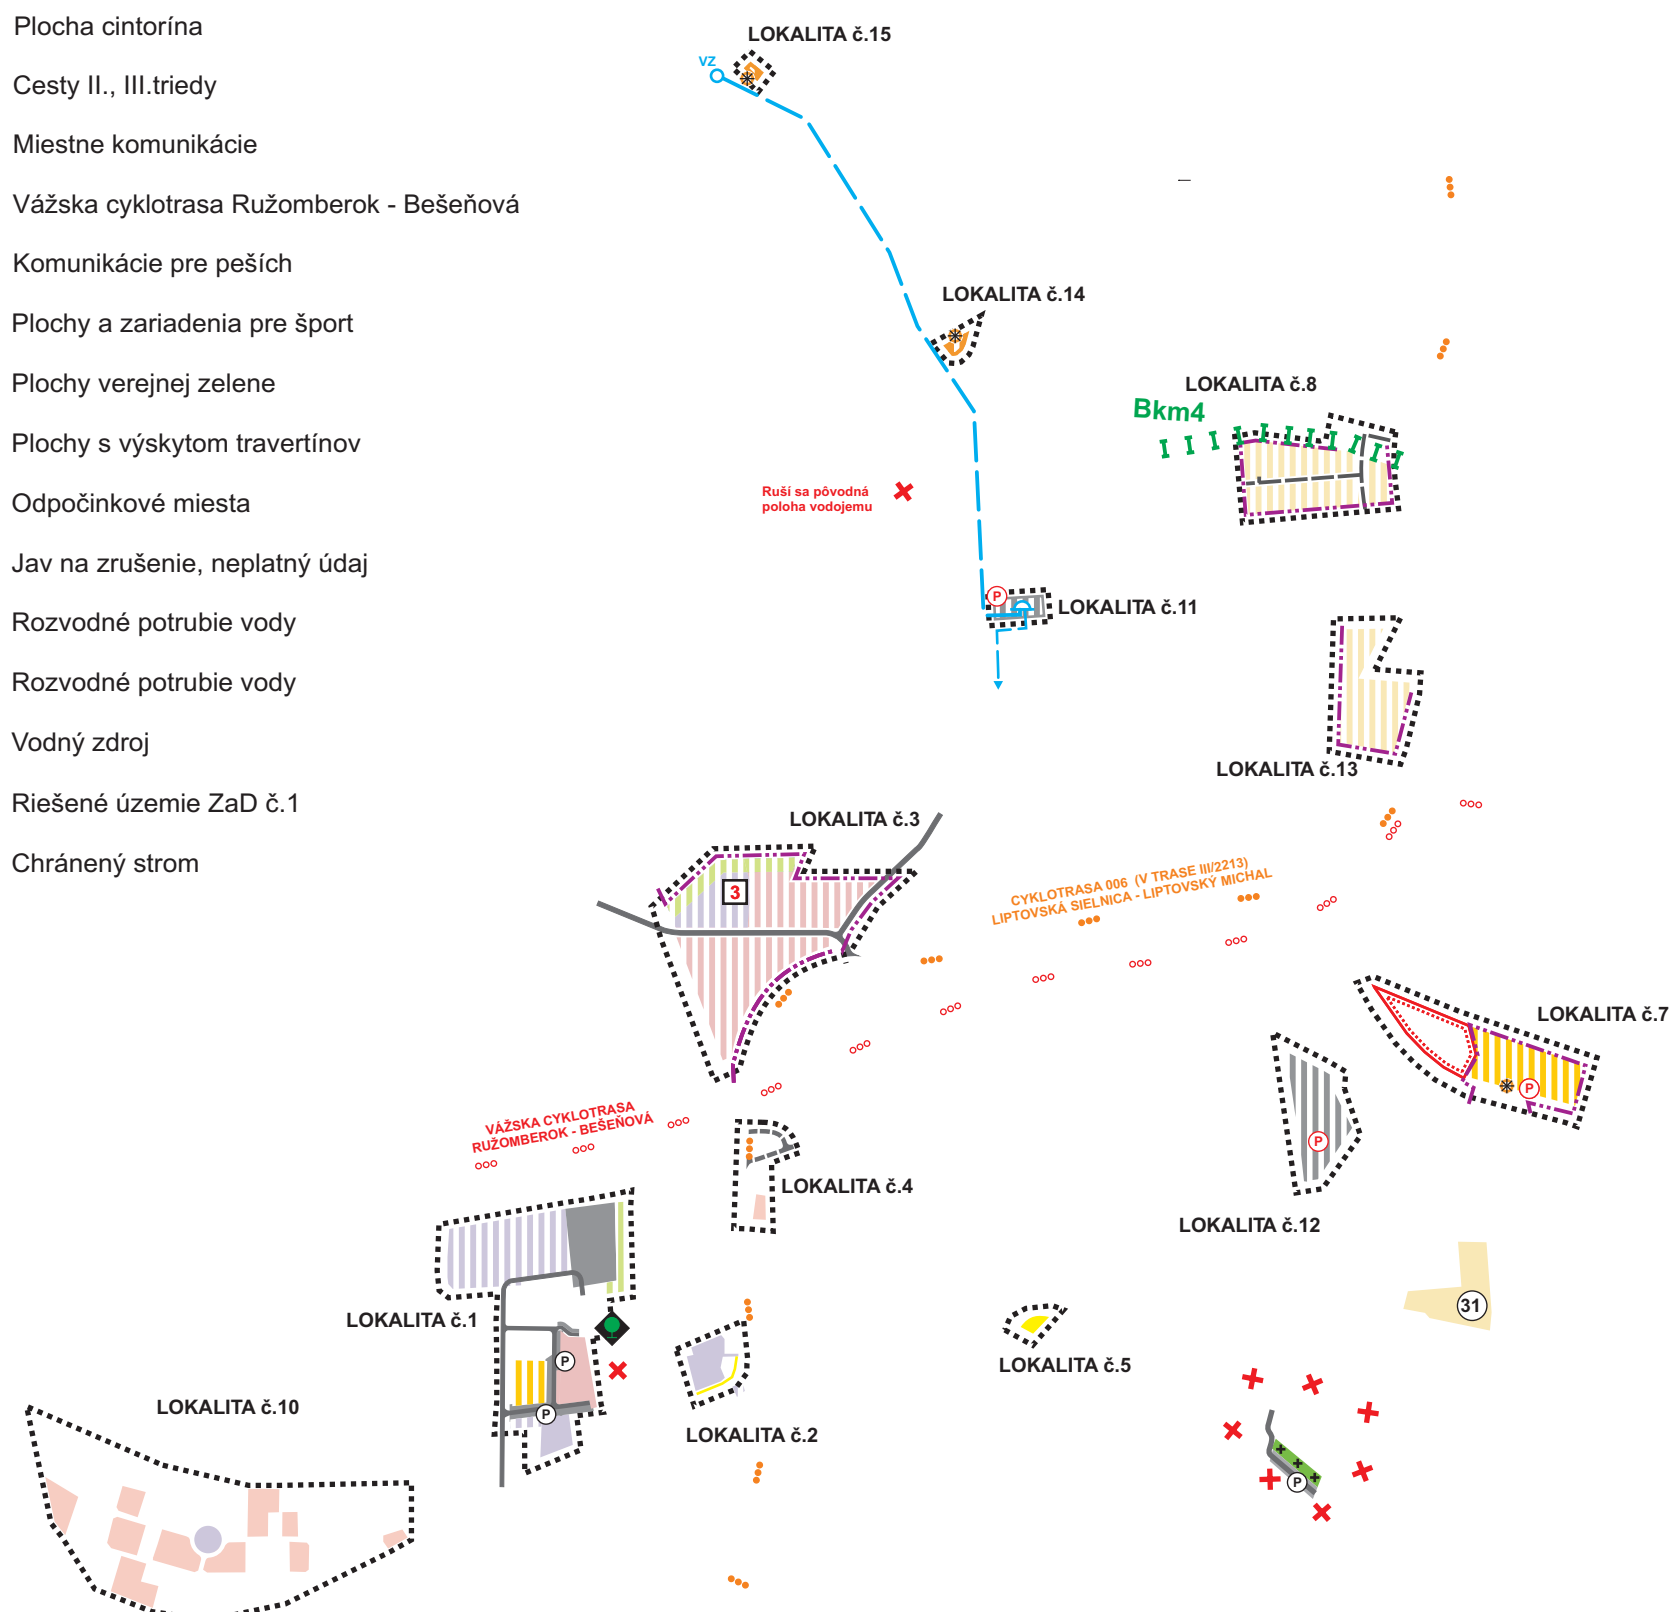 Plocha cintorína
Cesty II., III.triedy
Miestne komunikácie
Vážska cyklotrasa Ružomberok - Bešeňová
Komunikácie pre peších
Plochy a zariadenia pre šport
Plochy verejnej zelene
Plochy s výskytom travertínov
Odpočinkové miesta
Jav na zrušenie, neplatný údaj
Rozvodné potrubie vody
Rozvodné potrubie vody
Vodný zdroj
Riešené územie ZaD č.1
Chránený strom
LOKALITA č.15
VZ
LOKALITA č.14
LOKALITA č.8
Bkm4
Ruší sa pôvodná
poloha vodojemu
P
LOKALITA č.11
LOKALITA č.13
LOKALITA č.3
3
CYKLOTRASA 006 (V TRASE III/2213)
LIPTOVSKÁ SIELNICA - LIPTOVSKÝ MICHAL
LOKALITA č.7
P
P
VÁŽSKA CYKLOTRASA
RUŽOMBEROK - BEŠEŇOVÁ
LOKALITA č.4
LOKALITA č.12
31
LOKALITA č.1
P
P
LOKALITA č.5
LOKALITA č.2
LOKALITA č.10
P